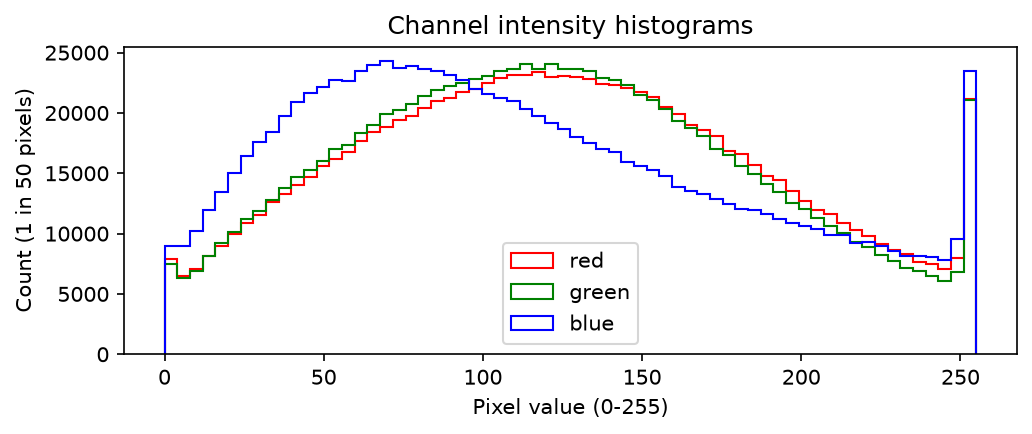 Channel intensity histograms
Count (1 in 50 pixels)
25000
20000
15000
10000
5000
0
red
green
blue
0 50 100 150 200 250
Pixel value (0-255)